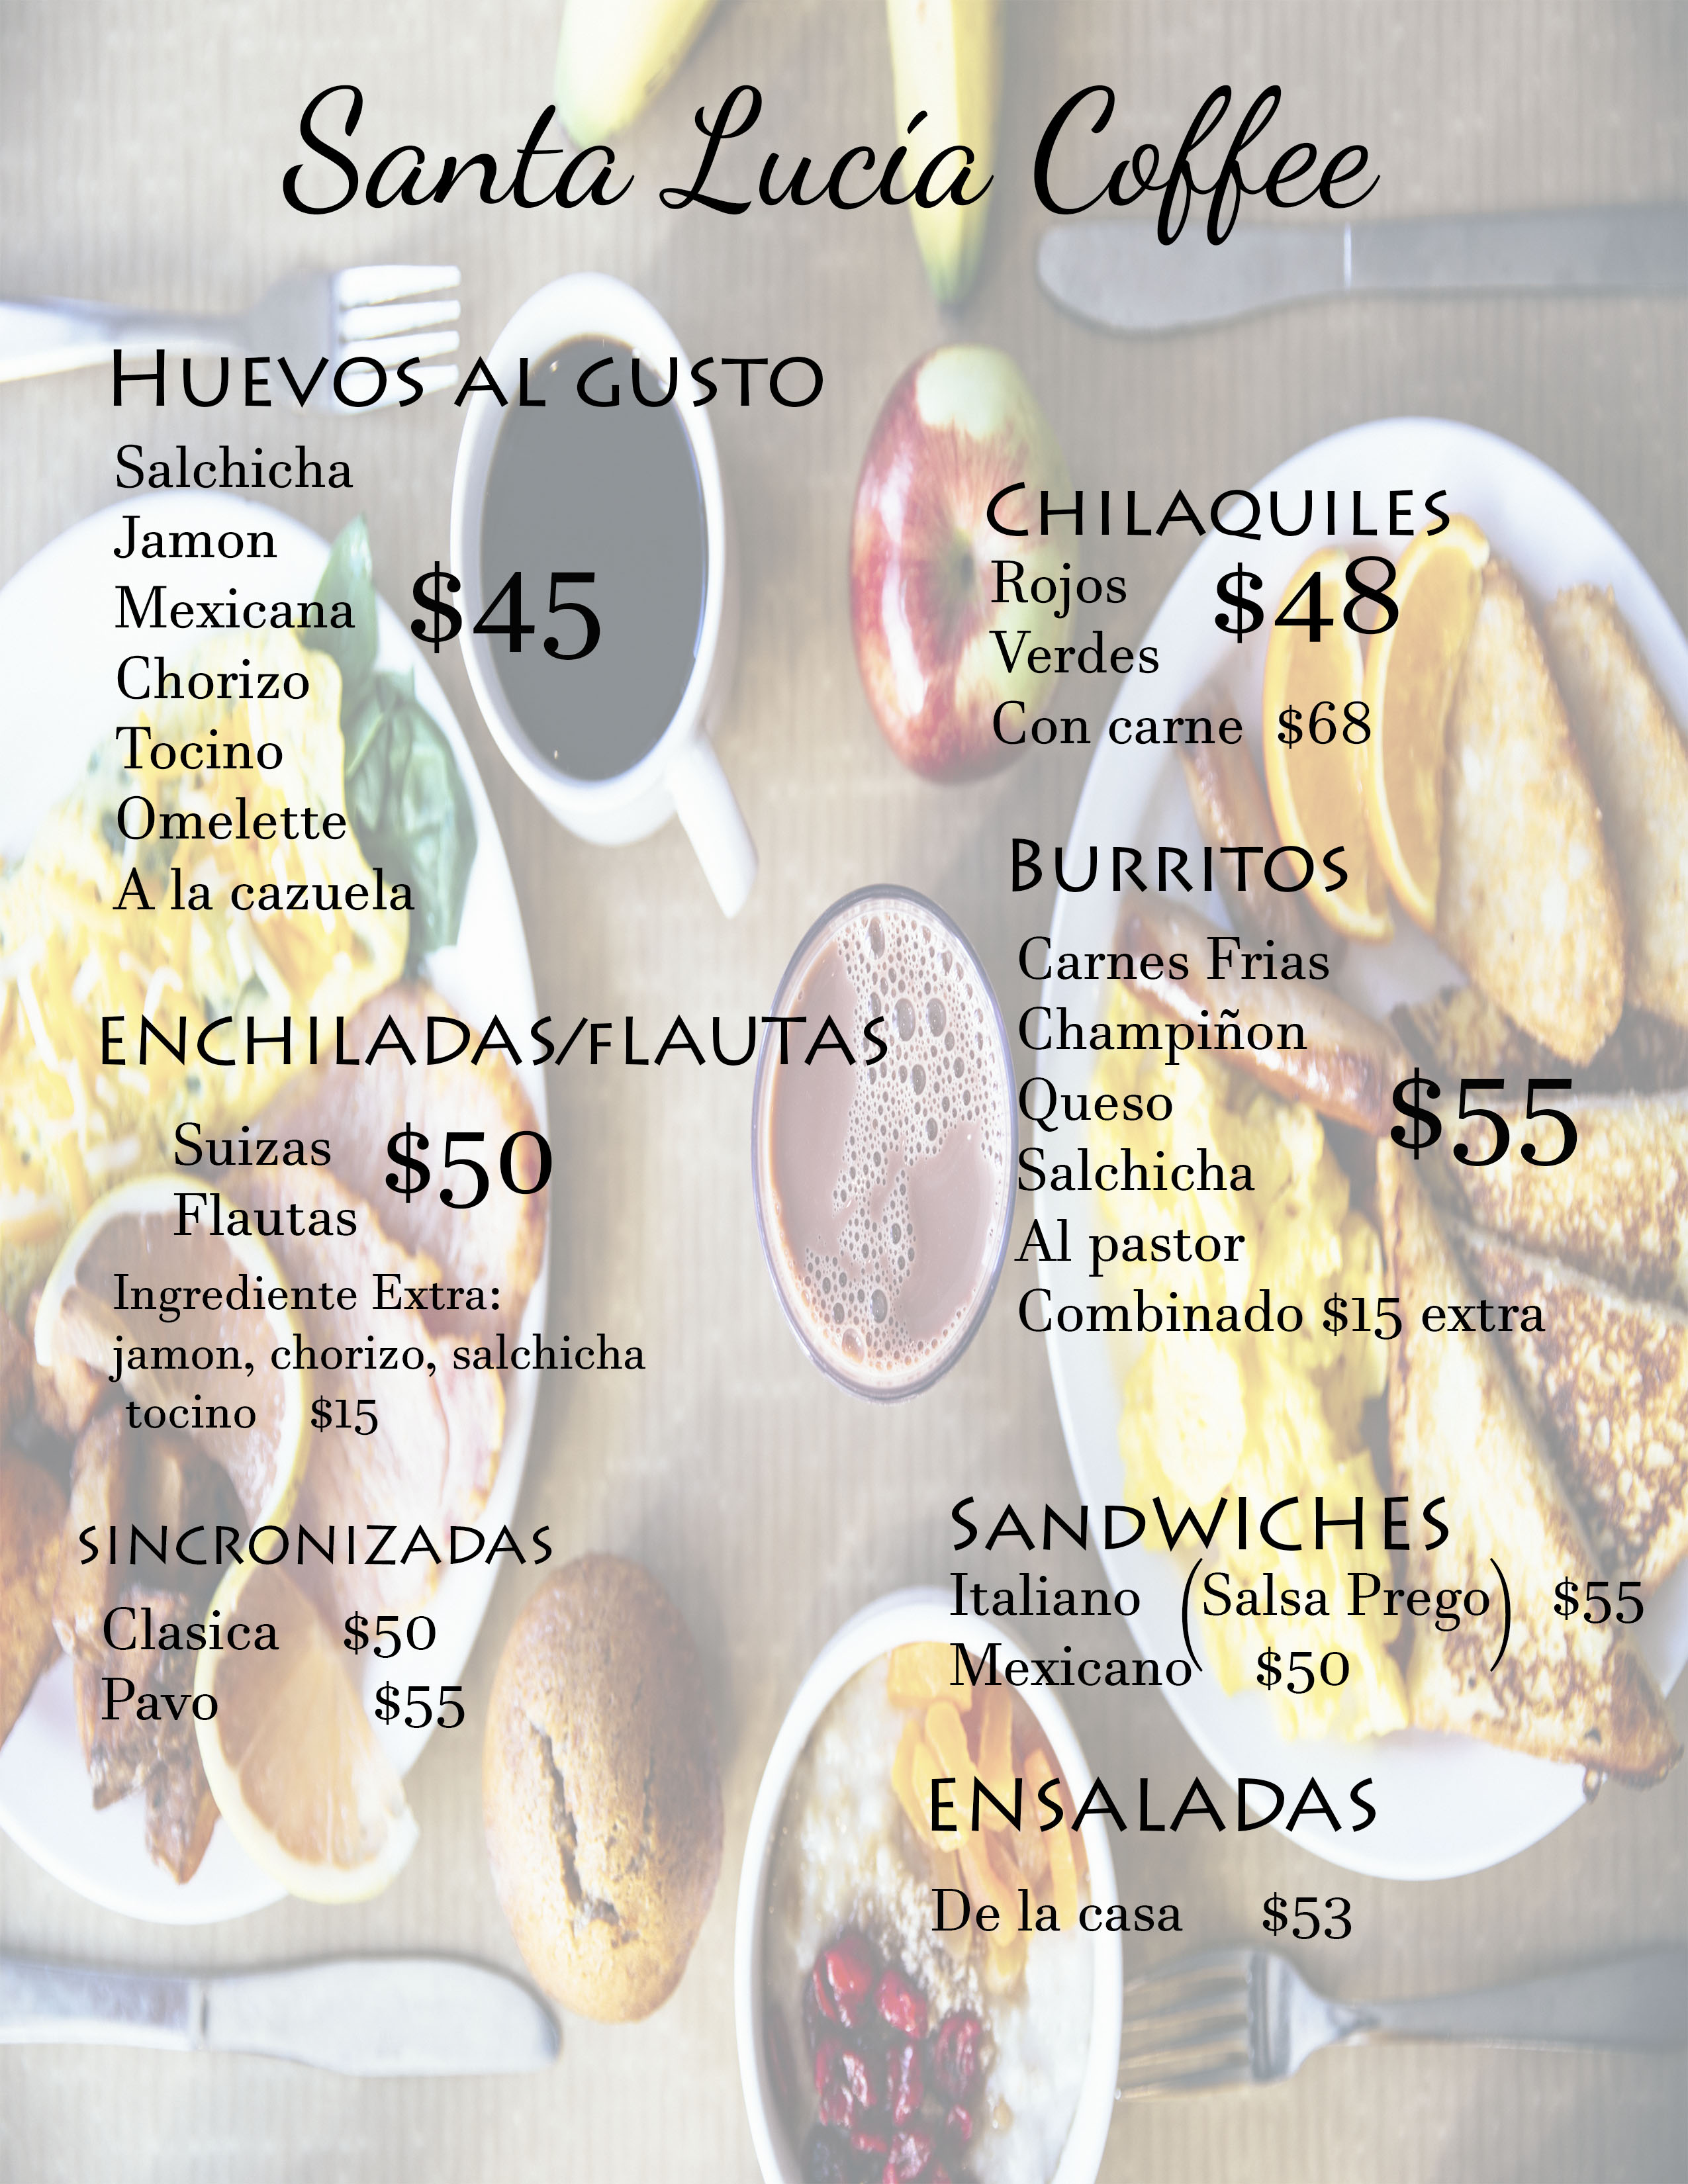 Santa Lucía Coffee
HUEVOS AL GUSTO
Salchicha
Jamon
Mexicana
$45
Chorizo
Tocino
Omelette
A la cazuela
ENCHILADAS/FLAUTAS
Suizas
$50
Flautas
Ingrediente Extra:
jamon, chorizo, salchicha
tocino $15
SINCRONIZADAS
Clasica $50
Pavo $55
CHILAQUILES
Rojos
$48
Verdes
Con carne $68
BURRITOS
Carnes Frias
Champiñon
Queso
$55
Salchicha
Al pastor
Combinado $15 extra
SANDWICHES
Italiano (Salsa Prego) $55
Mexicano $50
ENSALADAS
De la casa $53